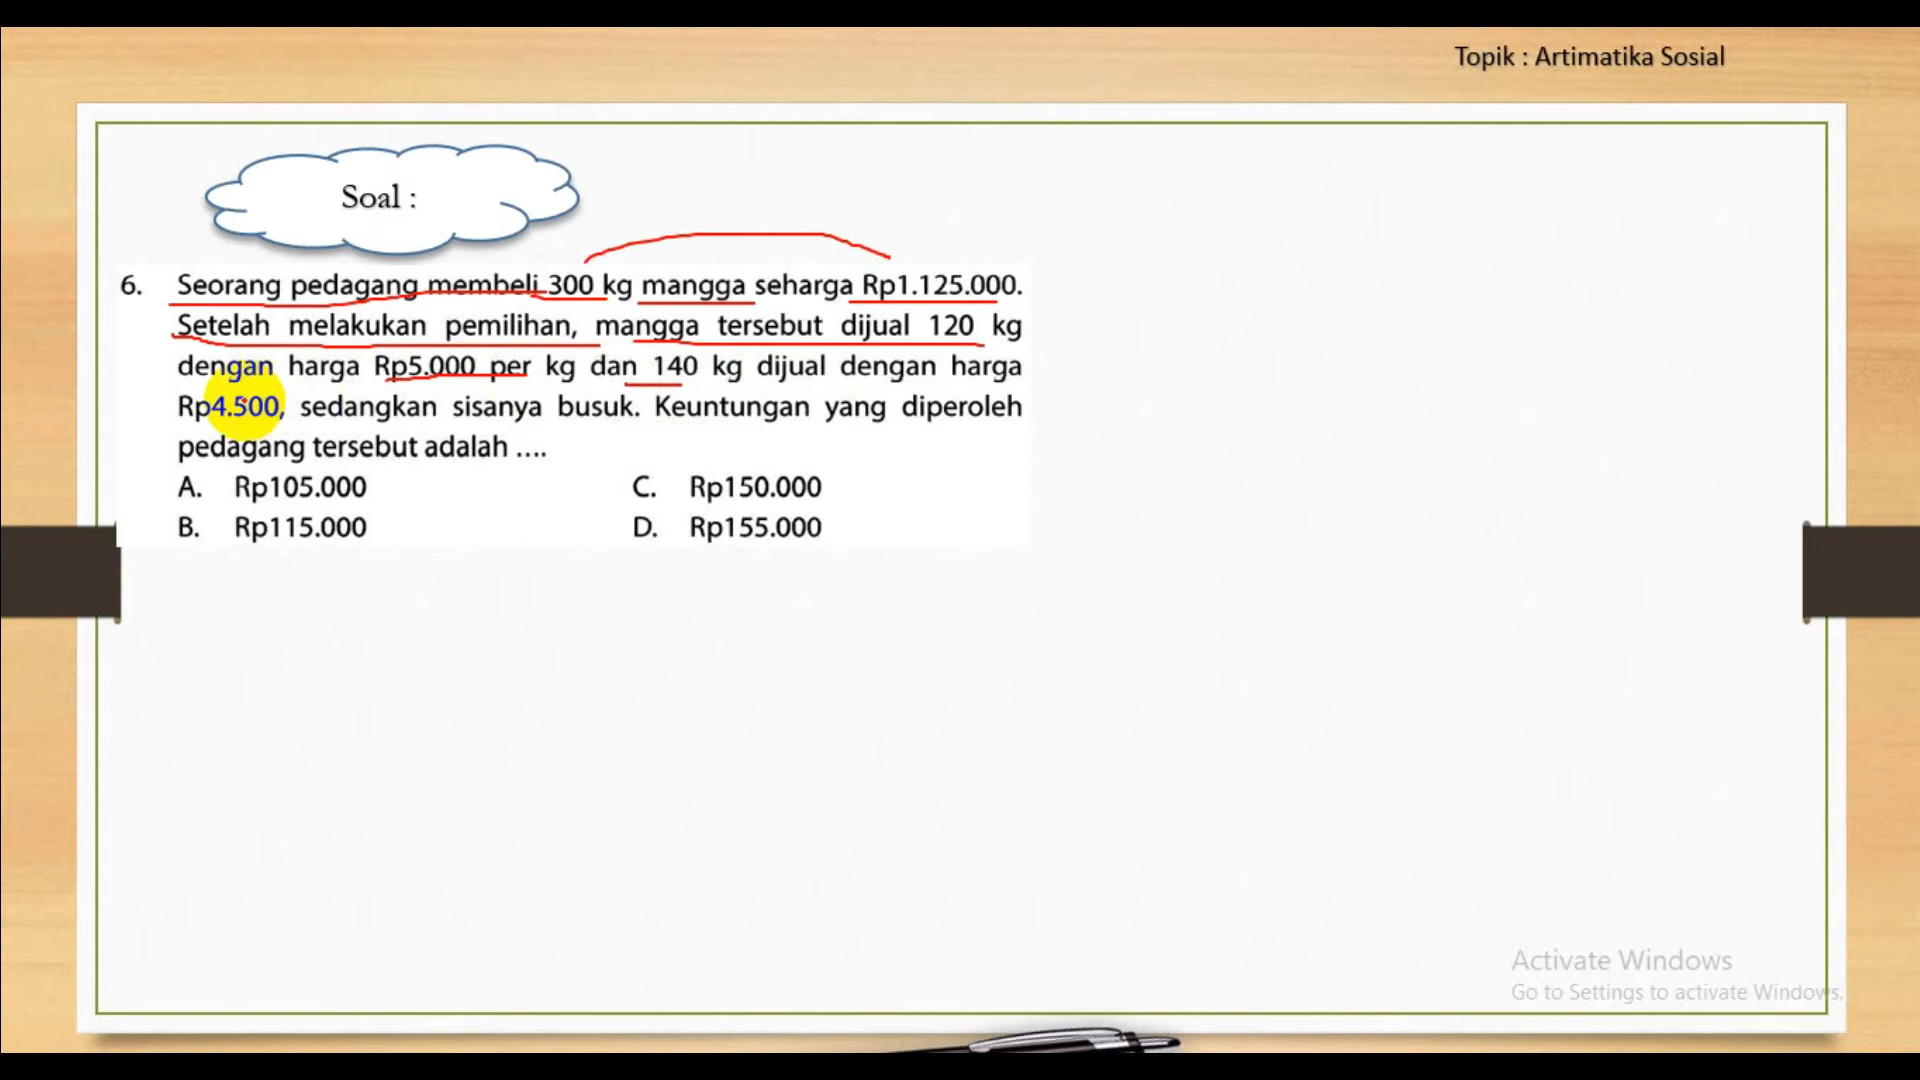 Topik : Artimatika Sosial
Soal :
6. Seorang pedagang membeli 300 kg mangga seharga Rp1.125.000.
Setelah melakukan pemilihan, mangga tersebut dijual 120 kg
dengan harga Rp5.000 per kg dan 140 kg dijual dengan harga
Rp4.500, sedangkan sisanya busuk. Keuntungan yang diperoleh
pedagang tersebut adalah ....
A. Rp105.000 C. Rp150.000
B. Rp115.000 D. Rp155.000
Activate Windows
Go to Settings to activate Windows.